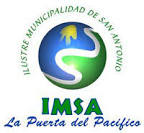 ILUSTRE MUNICIPALIDAD DE SAN ANTONIO
IMSA
La Puerta del Pacifico